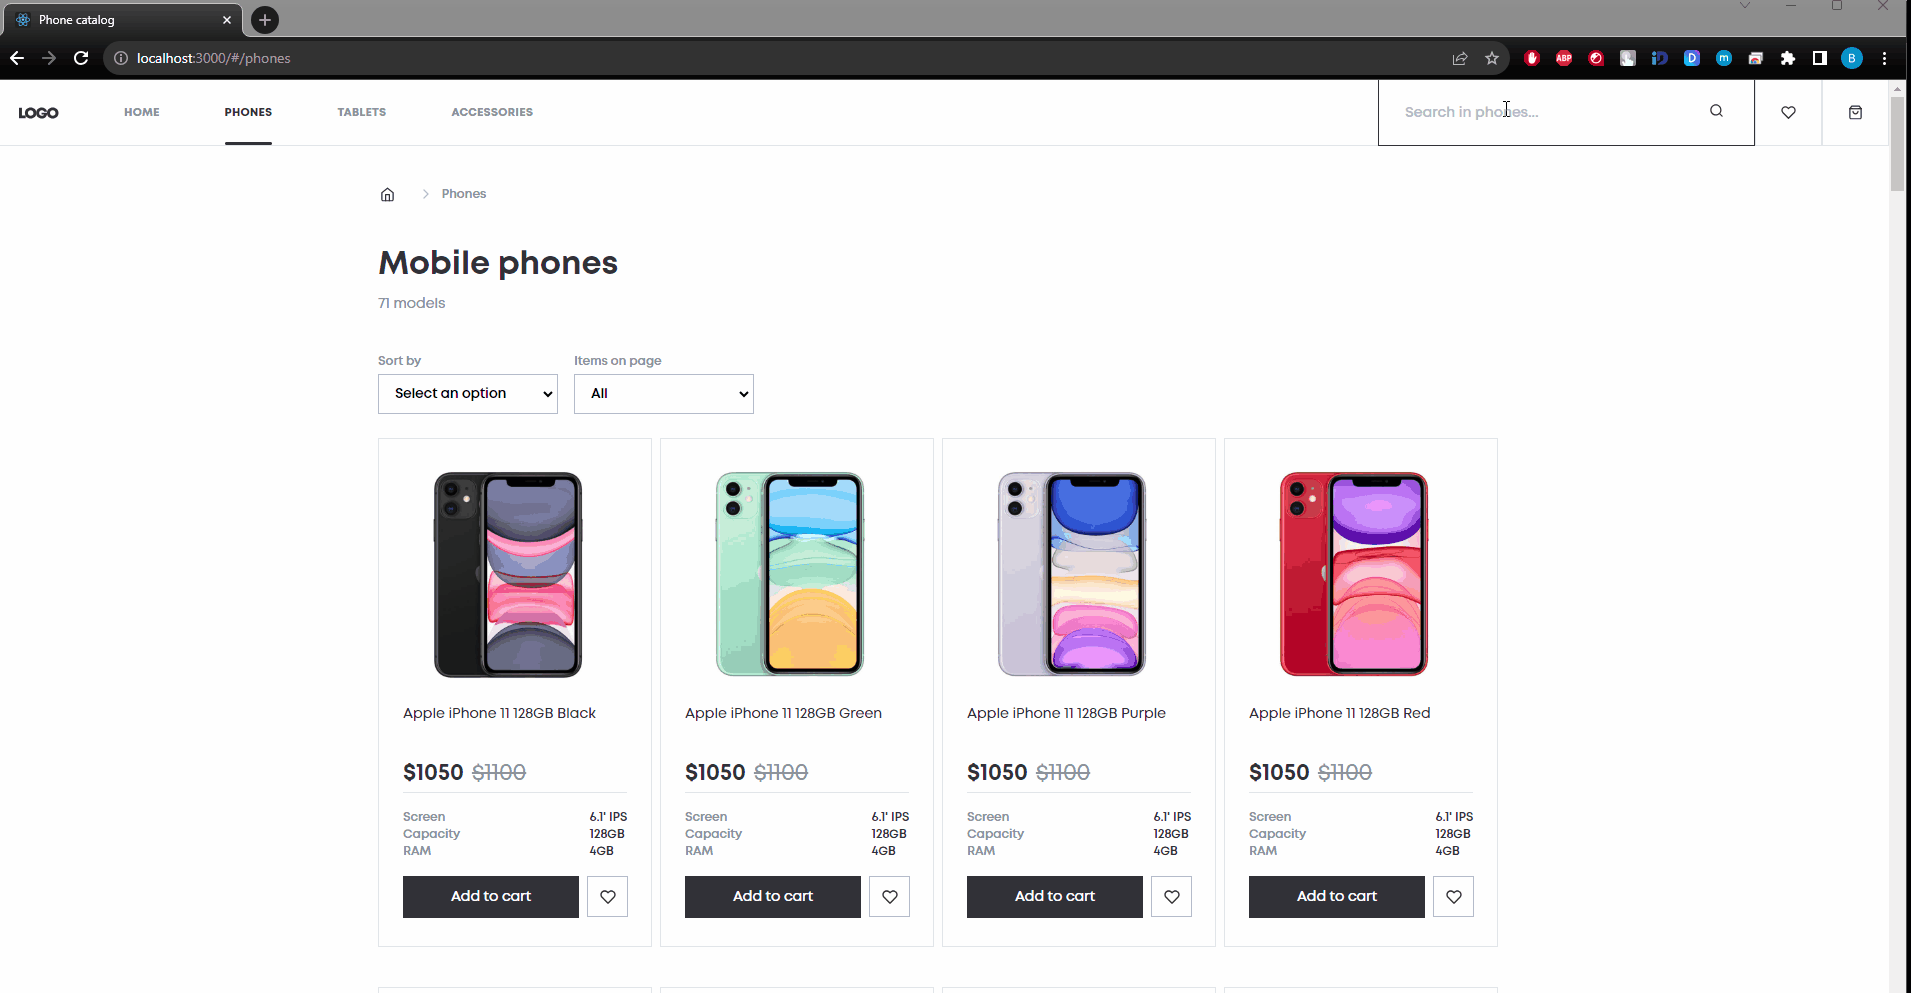 Phone catalog
localhost:3000/#/phones
ABP
D
m
B
LOGO
HOME
PHONES
TABLETS
ACCESSORIES
Search in phones...
Phones
Mobile phones
71 models
Sort by
Items on page
Select an option
All
Apple iPhone 11 128GB Black
Apple iPhone 11 128GB Green
Apple iPhone 11 128GB Purple
Apple iPhone 11 128GB Red
$1050 $1100
$1050 $1100
$1050 $1100
$1050 $1100
Screen 6.1' IPS
Capacity 128GB
RAM 4GB
Screen 6.1' IPS
Capacity 128GB
RAM 4GB
Screen 6.1' IPS
Capacity 128GB
RAM 4GB
Screen 6.1' IPS
Capacity 128GB
RAM 4GB
Add to cart
Add to cart
Add to cart
Add to cart